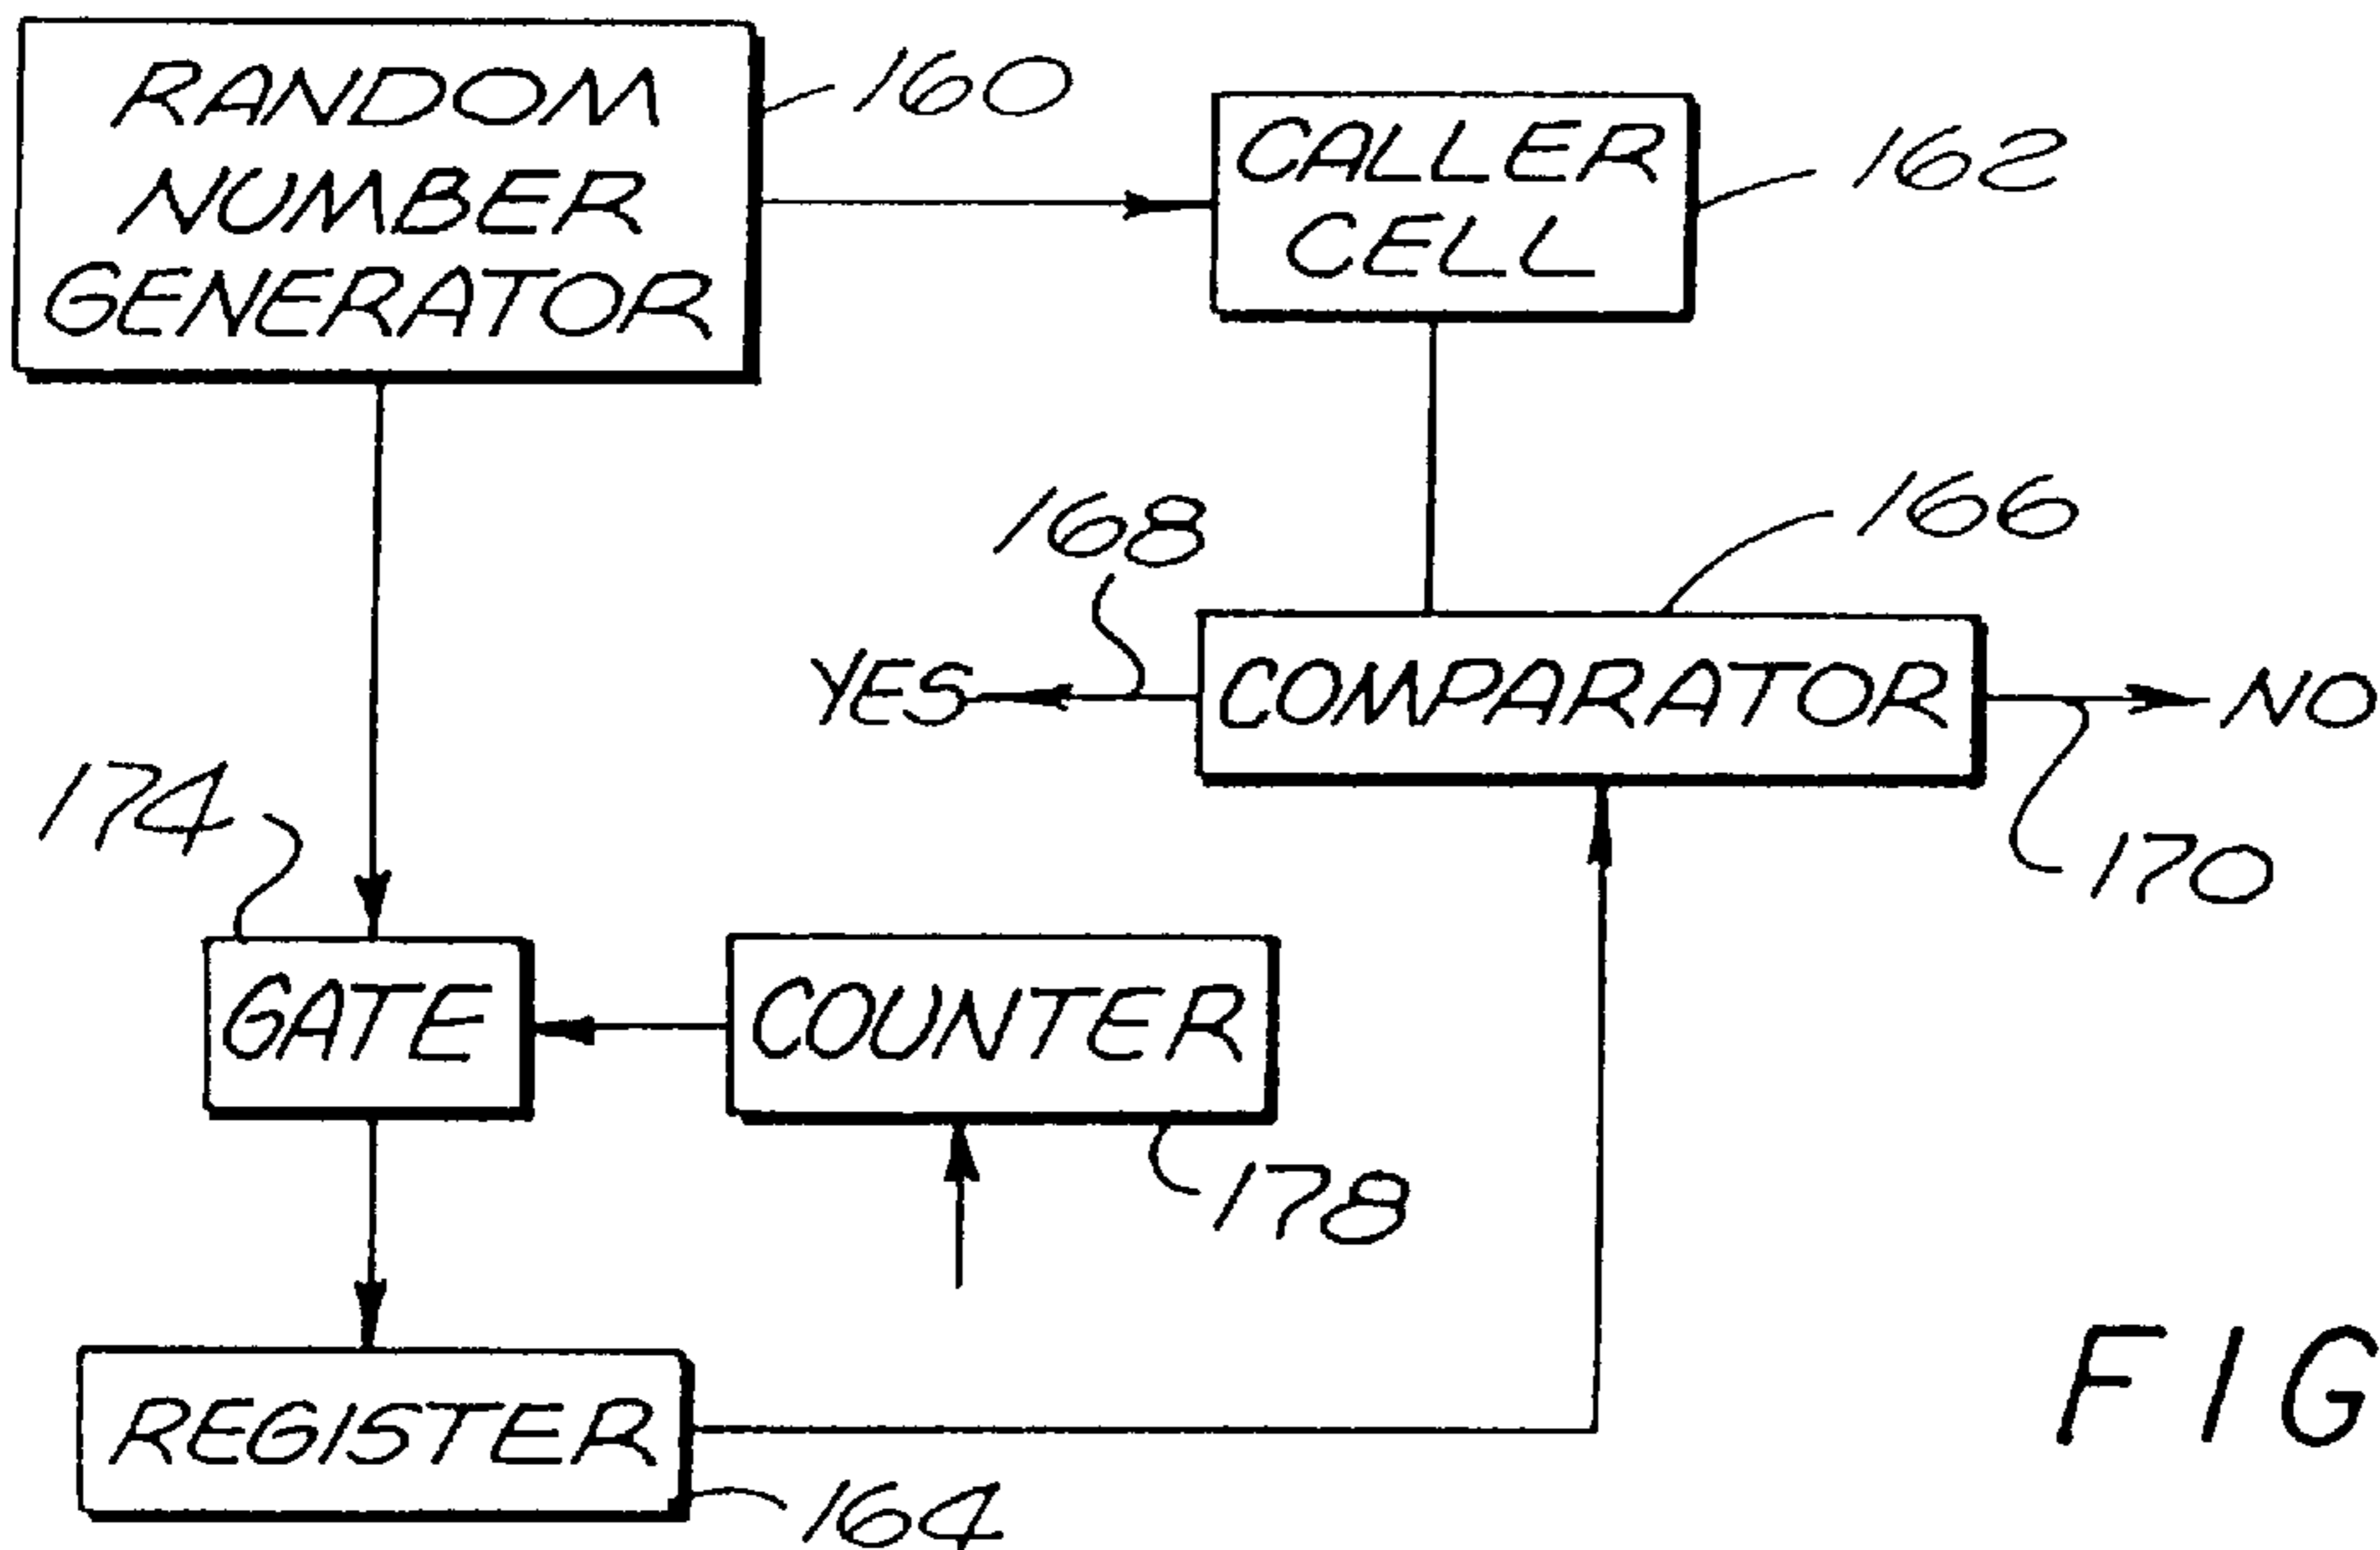 RANDOM
NUMBER
GENERATOR
160
CALLER
CELL
162
168
166
YES
COMPARATOR
NO
174
170
GATE
COUNTER
178
REGISTER
164
FIG